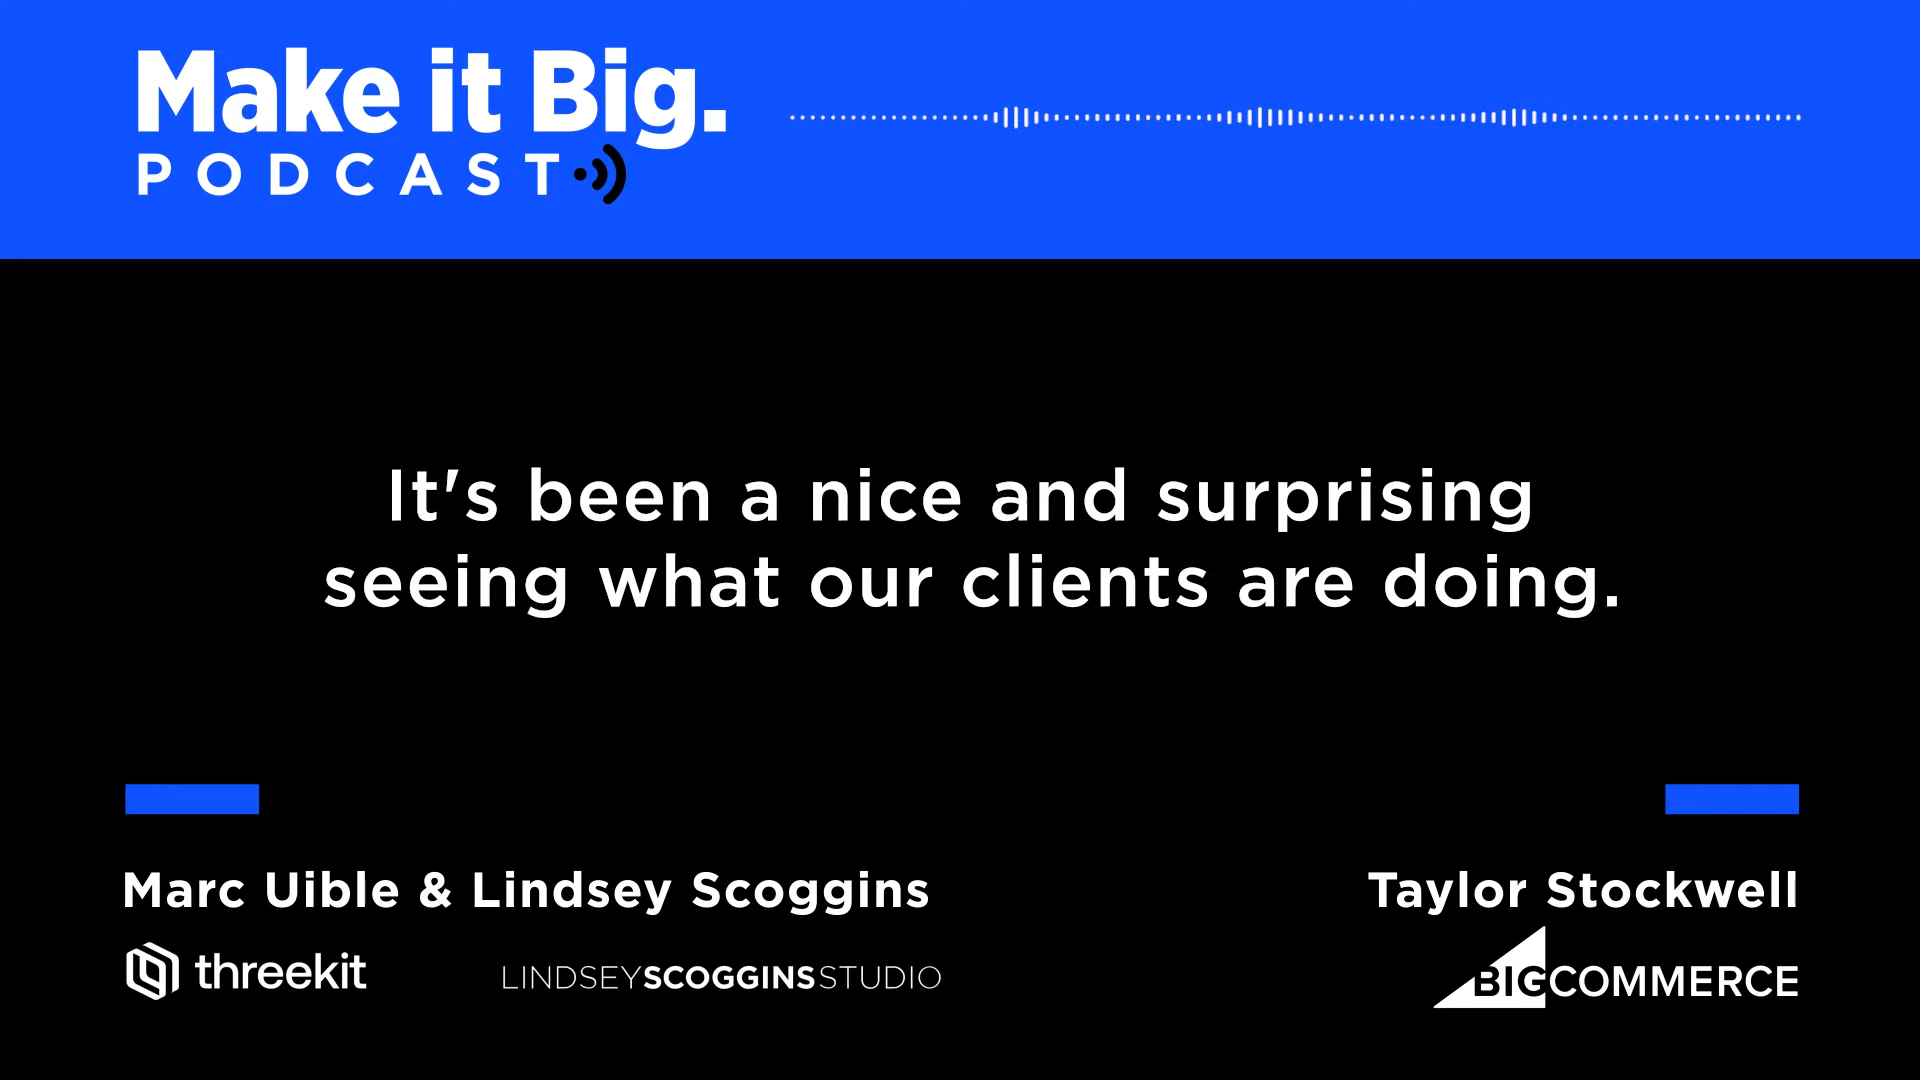 Make it Big.
PODCAST
It's been a nice and surprising
seeing what our clients are doing.
Marc Uible & Lindsey Scoggins
Taylor Stockwell
threekit
LINDSEYSCOGGINSSTUDIO
BIGCOMMERCE